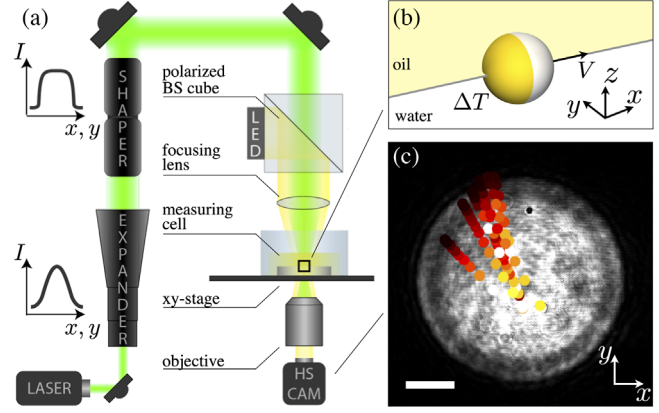 (a)
I
x, y
SHAPER
I
x, y
EXPANDER
LASER
polarized
BS cube
LED
focusing
lens
measuring
cell
xy-stage
objective
HS
CAM
(b)
oil
water
ΔT
V
z
y
x
(c)
y
x